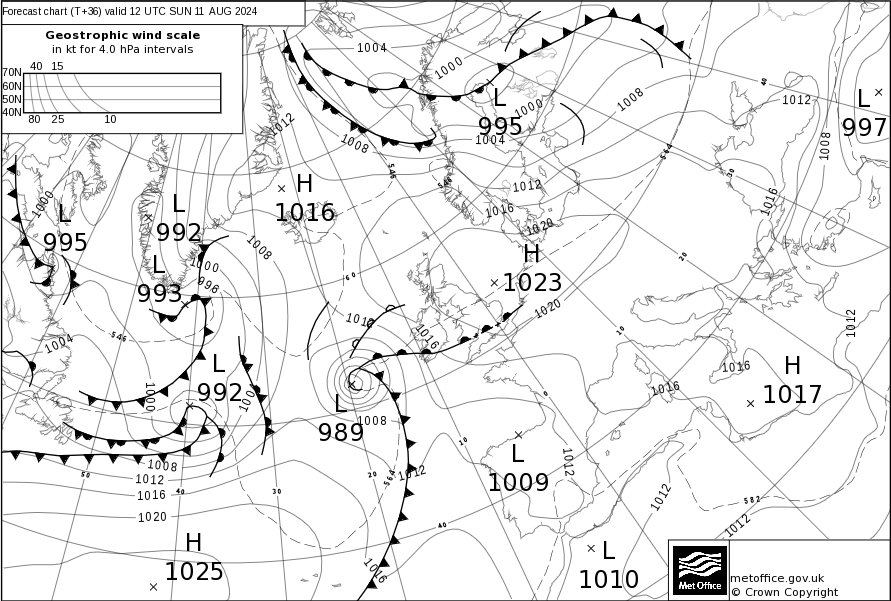 Forecast chart (T+36) valid 12 UTC SUN 11 AUG 2024
Geostrophic wind scale
in kt for 4.0 hPa intervals
40 15
70N
60N
50N
40N
80 25 10
1004
1000
L
995
1000
1004
1008
1012
40
L
997
1008
1012
1008
546
564
30
1016
1000
L
995
L
992
H
1016
1012
1016
1020
H
1023
1008
1000
996
L
993
60
20
1020
1012
1016
10
1012
546
1004
L
992
1000
100
L
989
1008
0
1016
1016
H
1017
10
L
1009
1012
1008
1012
1016
1020
50
40
30
20
564
1012
40
1012
582
1012
H
1025
1016
L
1010
Met Office
metoffice.gov.uk
© Crown Copyright